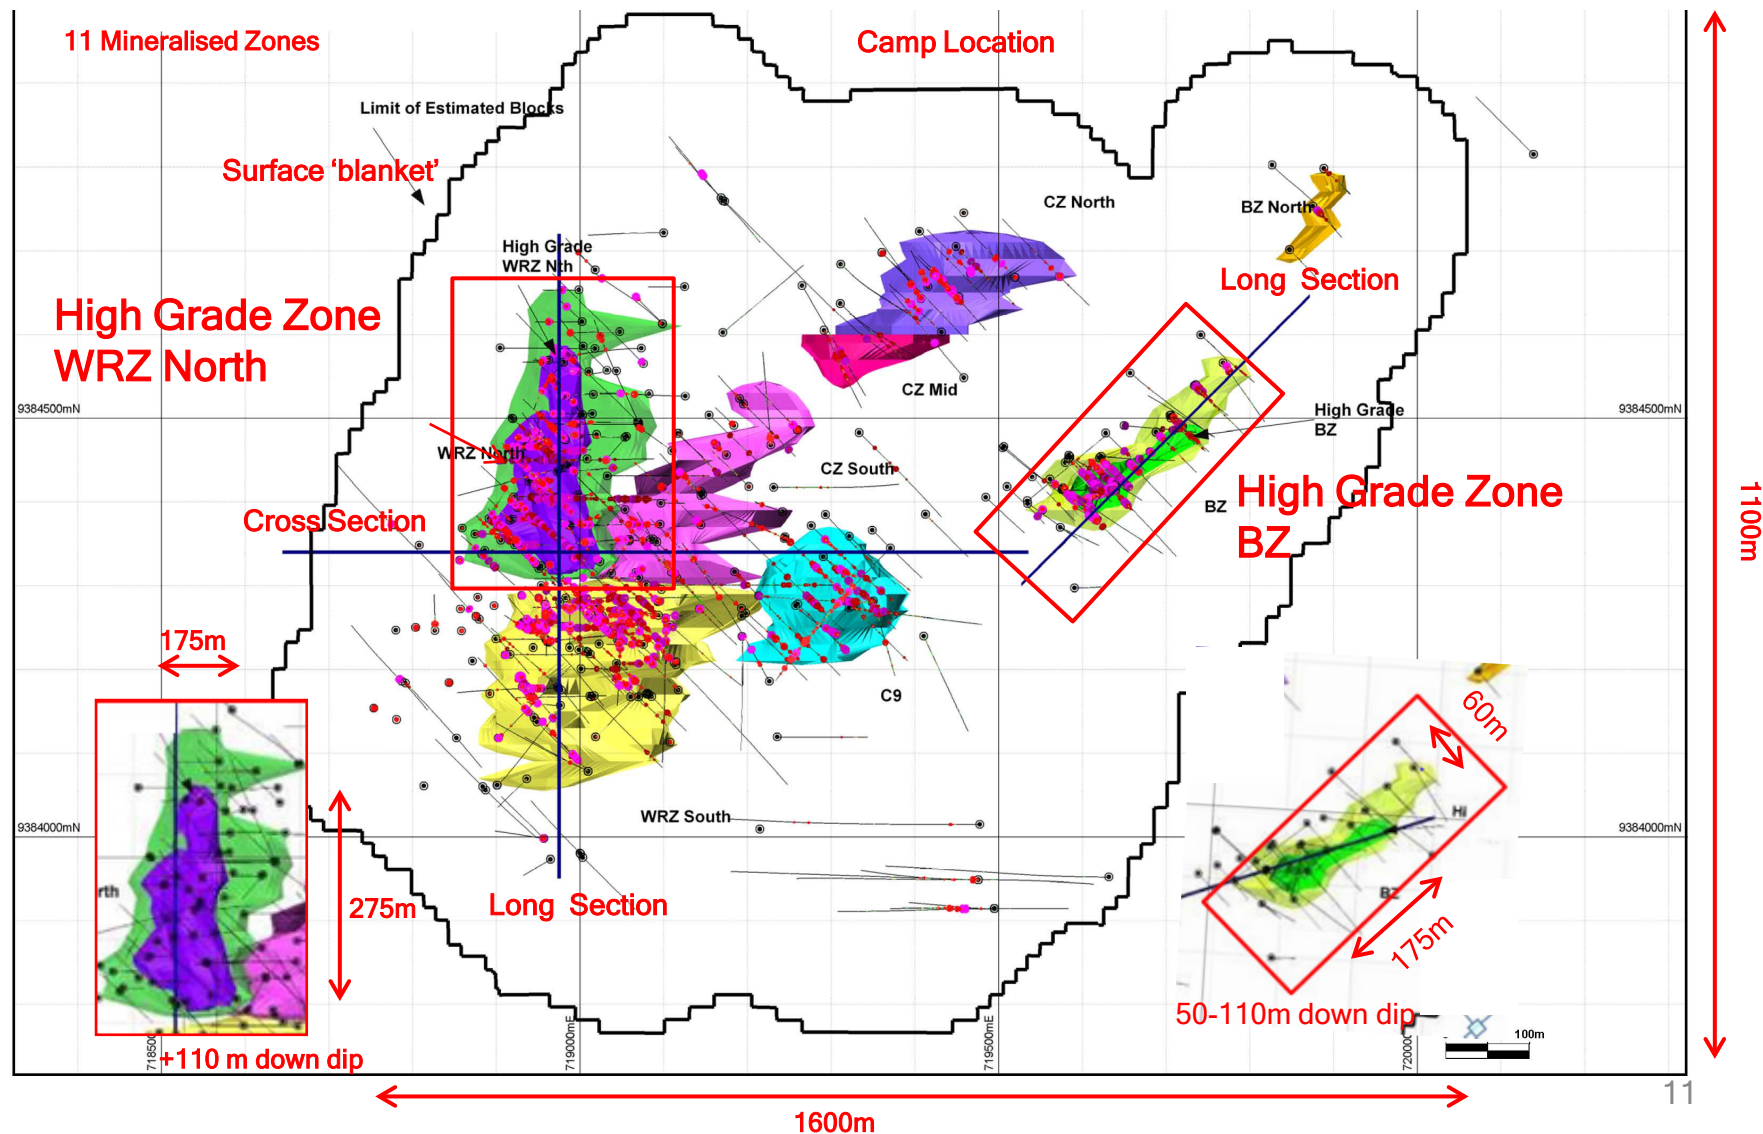 11 Mineralised Zones
Camp Location
Limit of Estimated Blocks
Surface ‘blanket’
CZ North
BZ North
High Grade
WRZ Nth
Long Section
High Grade Zone
WRZ North
CZ Mid
9384500mN
9384500mN
High Grade
BZ
WRZ North
CZ South
High Grade Zone
BZ
BZ
Cross Section
1100m
175m
C9
60m
WRZ South
Hi
9384000mN
9384000mN
rth
BZ
275m
Long Section
175m
50-110m down dip
719000mE
719500mE
100m
+110 m down dip
11
1600m